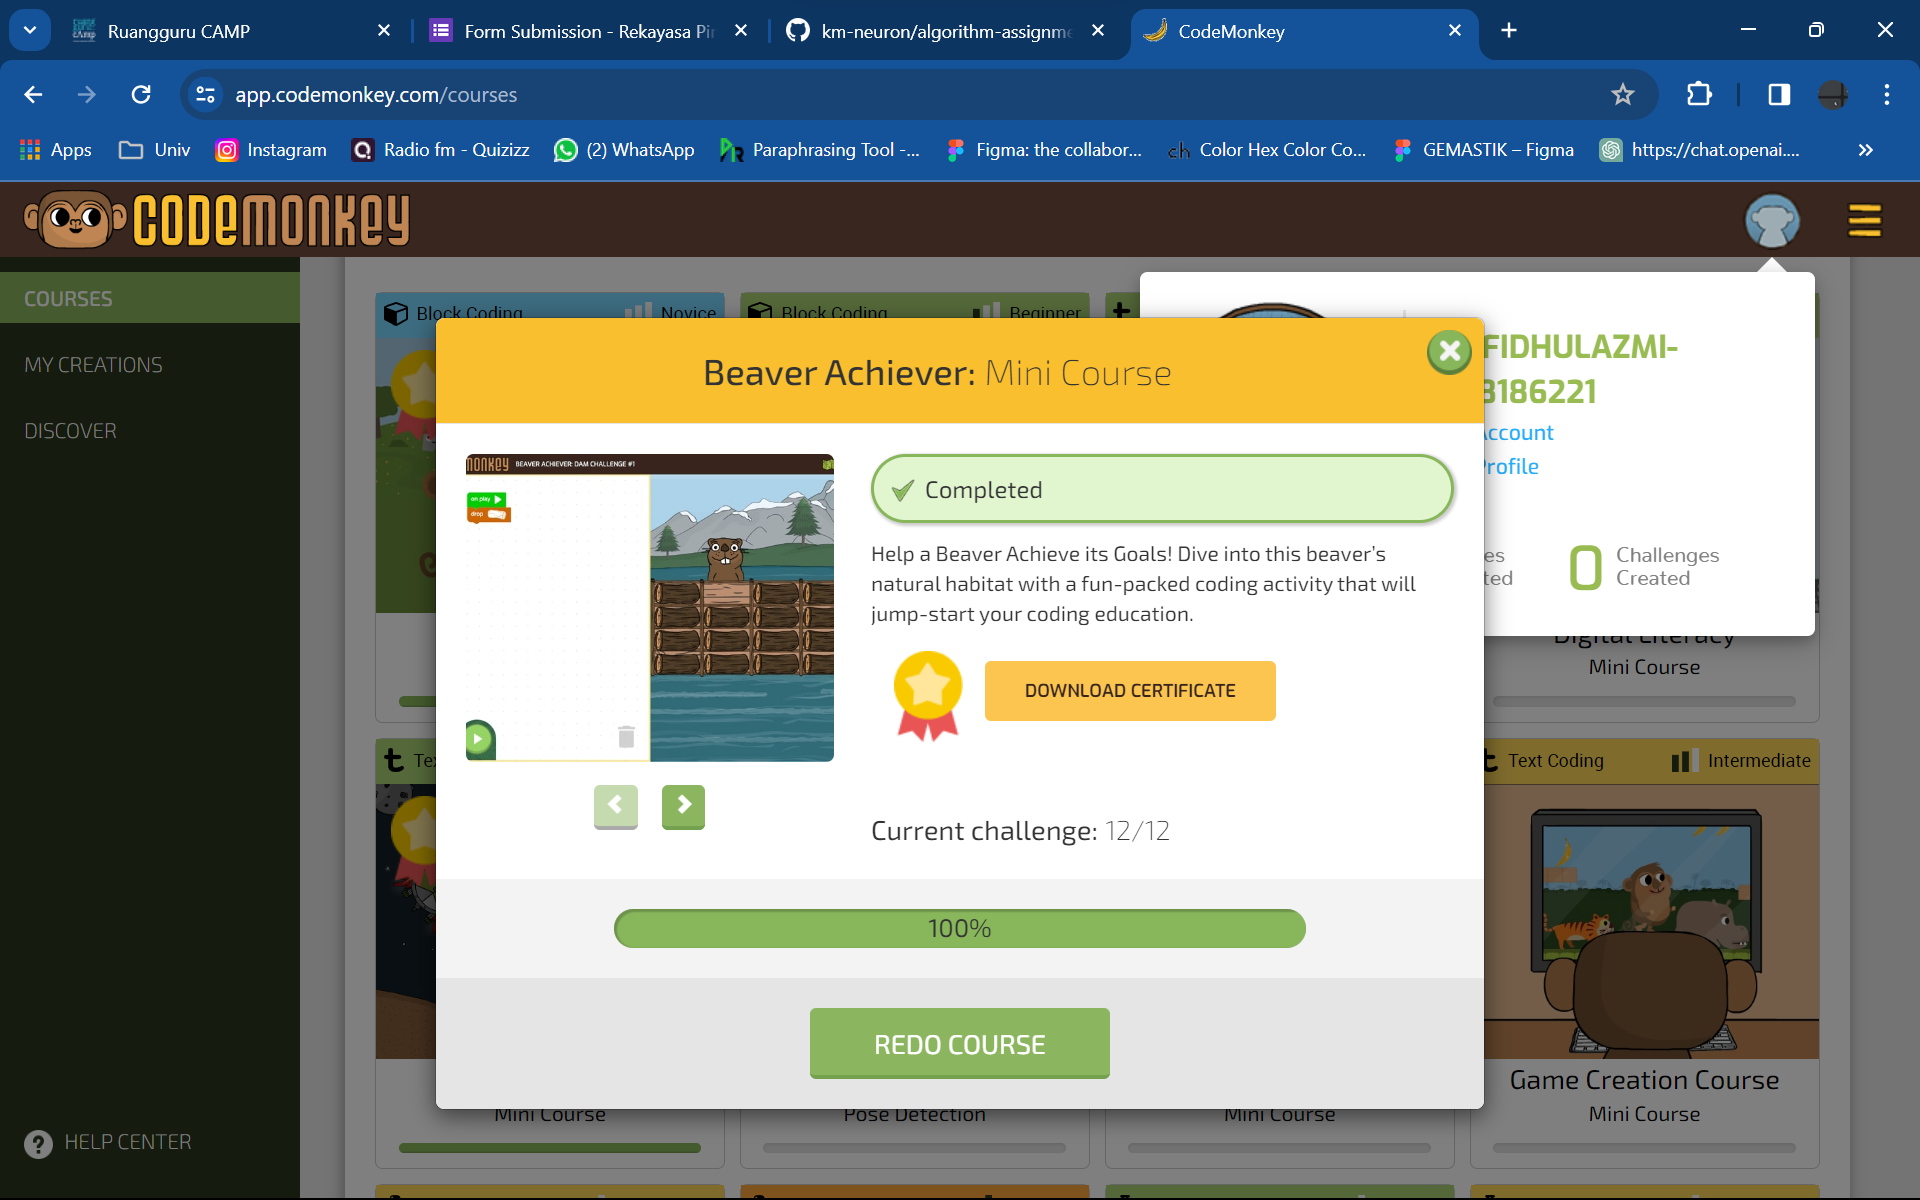 Ruangguru CAMP
Form Submission - Rekayasa Pir
km-neuron/algorithm-assignme
CodeMonkey
app.codemonkey.com/courses
Apps
Univ
Instagram
Radio fm - Quizizz
(2) WhatsApp
Paraphrasing Tool -...
Figma: the collabor...
ch
Color Hex Color Co...
GEMASTIK – Figma
https://chat.openai....
CODEMONKEY
COURSES
MY CREATIONS
DISCOVER
HELP CENTER
Block Coding
Novice
Block Coding
Beginner
FIDHULAZMI-
3186221
Account
Profile
es
ted
0
Challenges
Created
Beaver Achiever: Mini Course
monkey
BEAVER ACHIEVER: DAM CHALLENGE #1
on play
drop
Completed
Help a Beaver Achieve its Goals! Dive into this beaver's
natural habitat with a fun-packed coding activity that will
jump-start your coding education.
DOWNLOAD CERTIFICATE
Current challenge: 12/12
100%
REDO COURSE
Digital Literacy
Mini Course
Te
Text Coding
Intermediate
Game Creation Course
Mini Course
Mini Course
Pose Detection
Mini Course